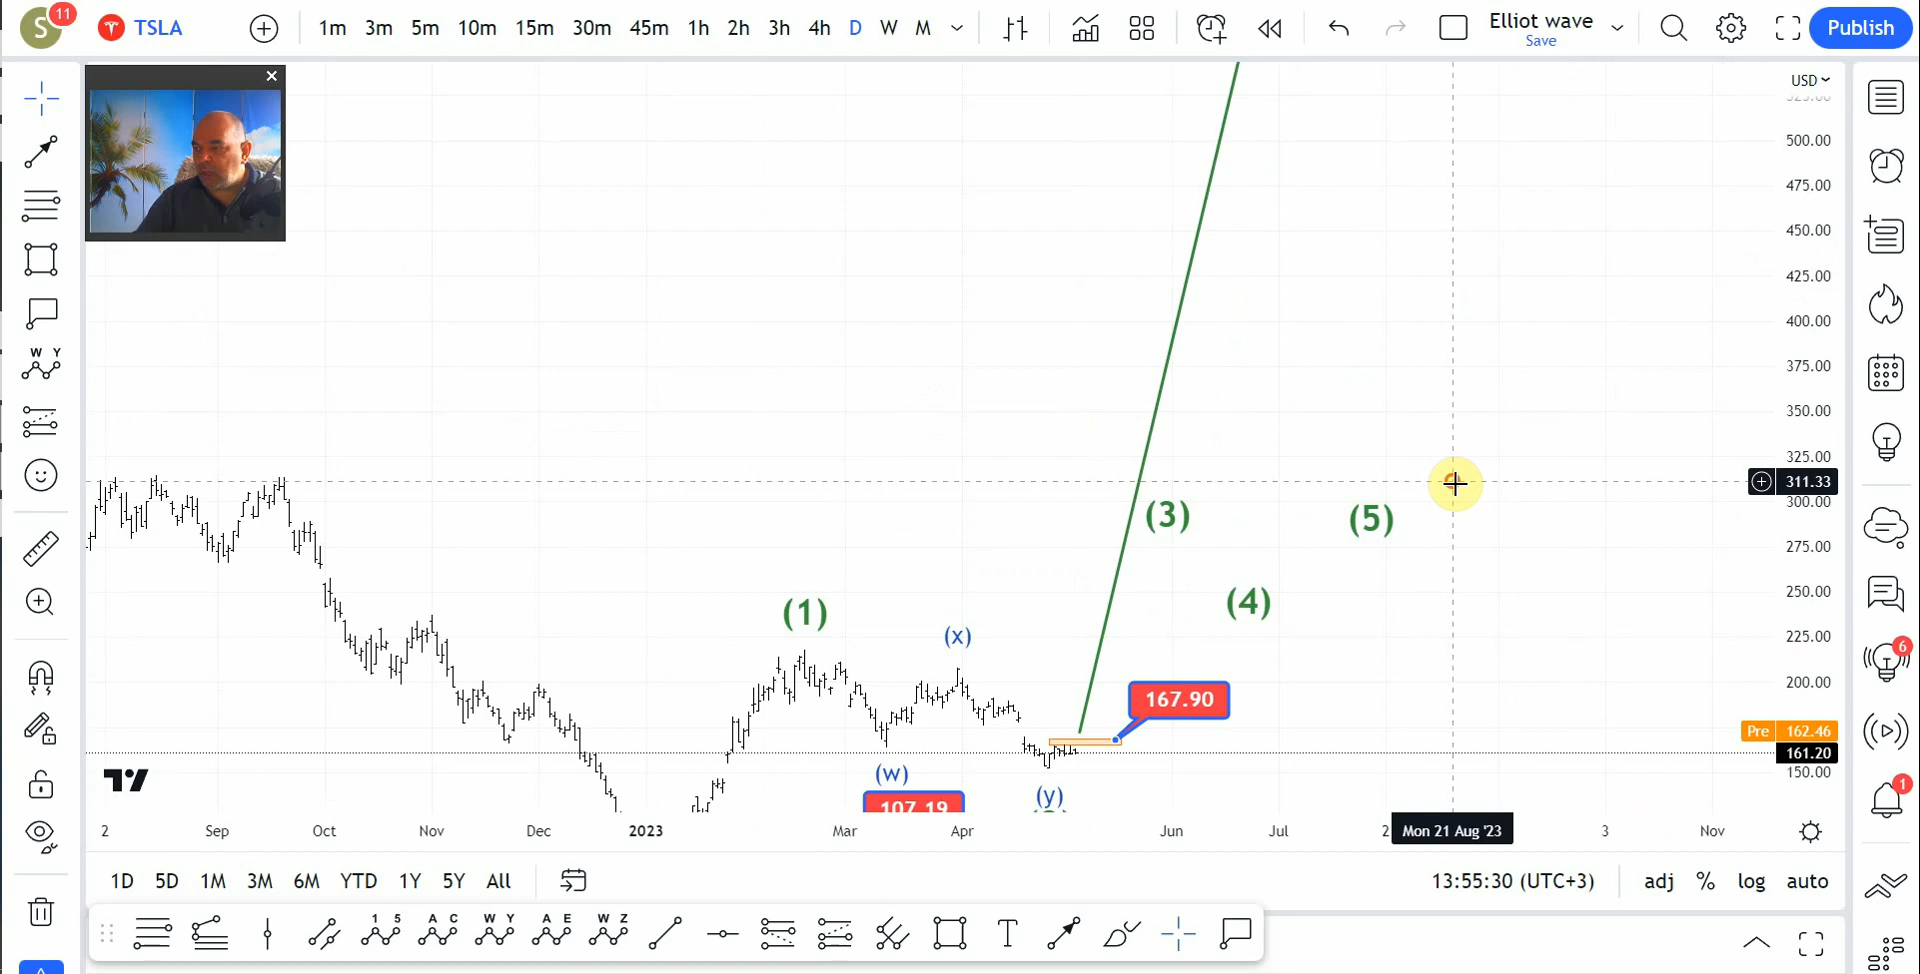 S 11 TSLA 1m 3m 5m 10m 15m 30m 45m 1h 2h 3h 4h D W M Elliot wave Publish
Save
USD
500.00
475.00
450.00
425.00
400.00
375.00
350.00
325.00
311.33
300.00
275.00
250.00
225.00
200.00
Pre 162.46
161.20
150.00
W Y
(3)
(5)
(4)
(1)
(x)
167.90
(w)
(y)
107.19
6
1
2 Sep Oct Nov Dec 2023 Mar Apr Jun Jul 2 Mon 21 Aug '23 3 Nov
1D 5D 1M 3M 6M YTD 1Y 5Y All 13:55:30 (UTC+3) adj % log auto
1 5 A C W Y A E W Z T